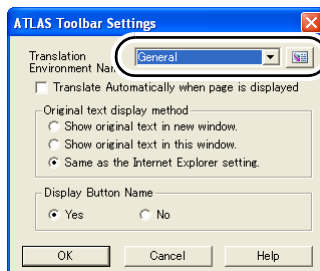 ATLAS Toolbar Settings
Translation
Environment Na
General
Translate Automatically when page is displayed
Original text display method
Show original text in new window.
Show original text in this window.
Same as the Internet Explorer setting.
Display Button Name
Yes
No
OK
Cancel
Help